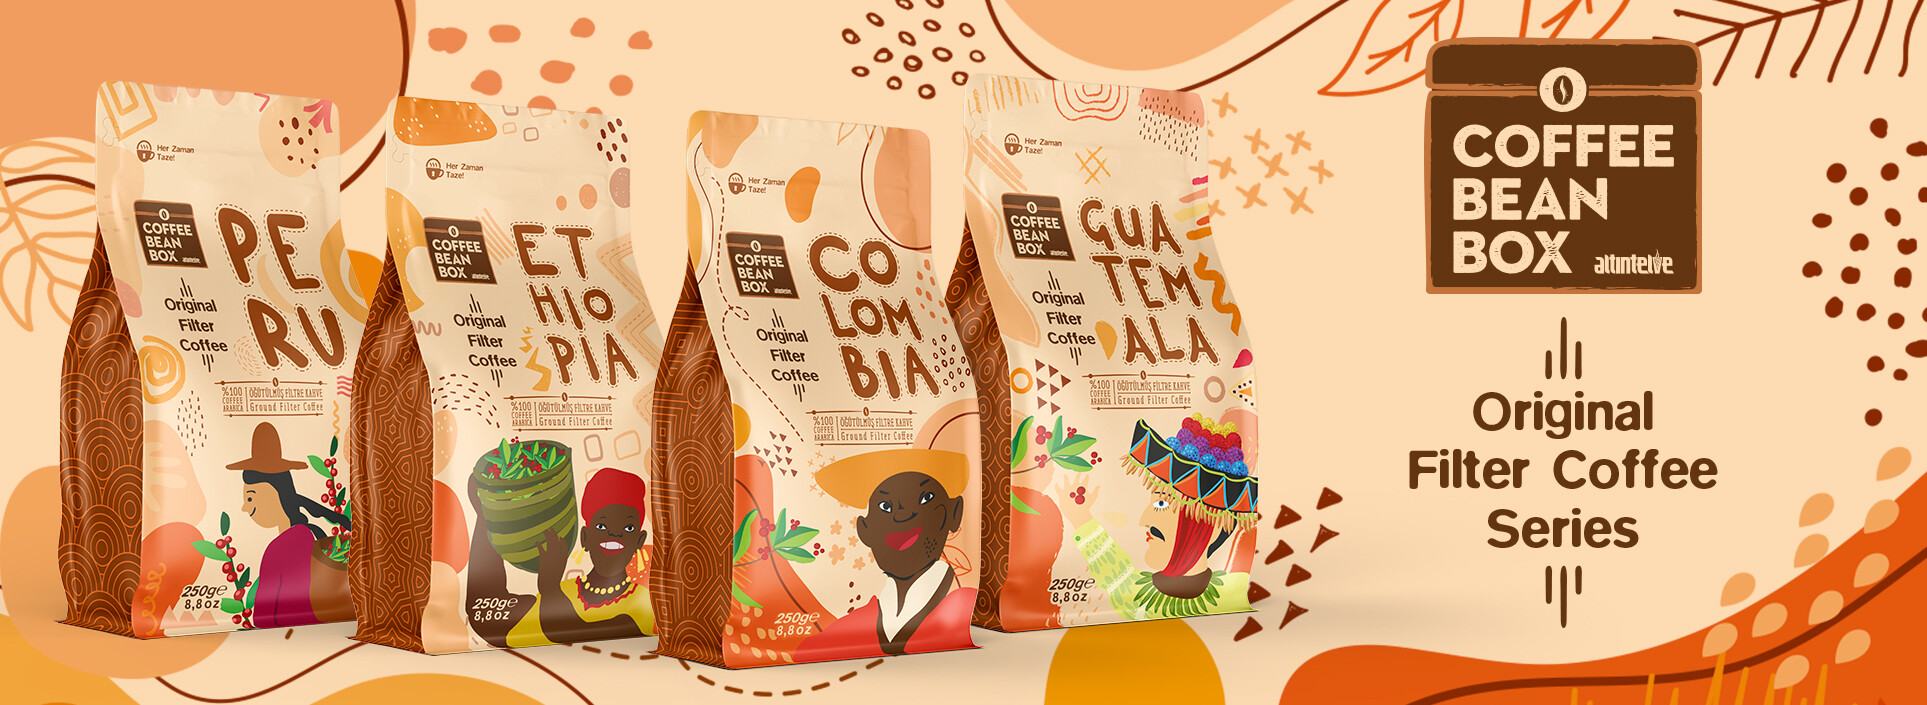 Her Zaman
Taze!
COFFEE
BEAN
BOX
PE
RU
Original
Filter
Coffee
%100
COFFEE
ARABICA
ÖĞÜTÜLMÜŞ FİLTRE KAHVE
Ground Filter Coffee
250g℮
8,8 oz
Her Zaman
Taze!
COFFEE
BEAN
BOX
altıntelve
ET
HIO
PIA
Original
Filter
Coffee
%100
COFFEE
ARABICA
ÖĞÜTÜLMÜŞ FİLTRE KAHVE
Ground Filter Coffee
250g℮
8,8 oz
Her Zaman
Taze!
COFFEE
BEAN
BOX
altıntelve
CO
LOM
BIA
Original
Filter
Coffee
%100
COFFEE
ARABICA
ÖĞÜTÜLMÜŞ FİLTRE KAHVE
Ground Filter Coffee
250g℮
8,8 oz
Her Zaman
Taze!
COFFEE
BEAN
BOX
GUA
TEM
ALA
Original
Filter
Coffee
%100
COFFEE
ARABICA
ÖĞÜTÜLMÜŞ FİLTRE KAHVE
Ground Filter Coffee
250g℮
8,8 oz
COFFEE
BEAN
BOX altıntelve
Original
Filter Coffee
Series